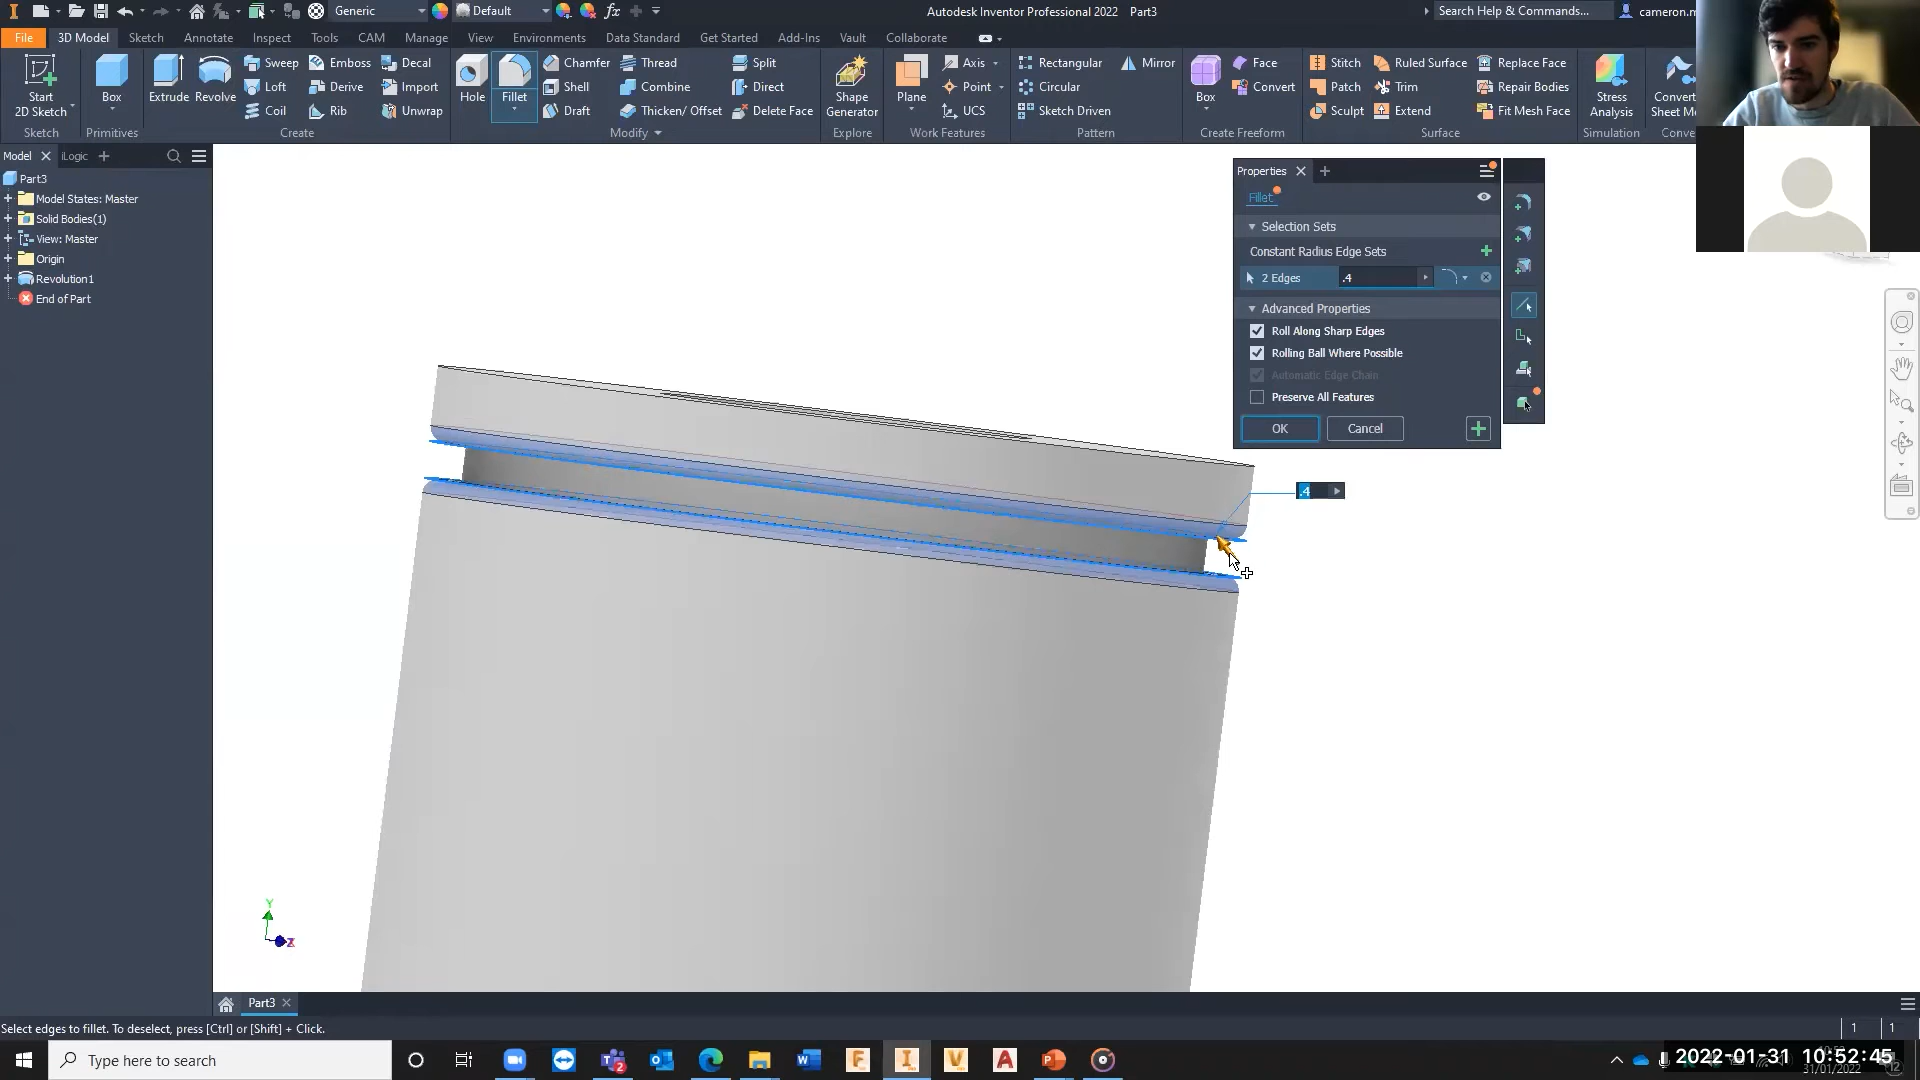 Generic
Default
fx
Autodesk Inventor Professional 2022 Part3
Search Help & Commands...
cameron.m
File 3D Model Sketch Annotate Inspect Tools CAM Manage View Environments Data Standard Get Started Add-Ins Vault Collaborate
Start
2D Sketch
Box
Extrude
Revolve
Sweep
Emboss
Decal
Loft
Derive
Import
Coil
Rib
Unwrap
Hole
Fillet
Chamfer
Thread
Split
Shell
Combine
Direct
Draft
Thicken/ Offset
Delete Face
Shape
Generator
Plane
Axis
Point
UCS
Rectangular
Mirror
Circular
Sketch Driven
Box
Face
Convert
Stitch
Ruled Surface
Replace Face
Patch
Trim
Repair Bodies
Sculpt
Extend
Fit Mesh Face
Stress
Analysis
Convert
Sheet M
Sketch Primitives Create Modify Explore Work Features Pattern Create Freeform Surface Simulation Conv
Model iLogic
Part3
Model States: Master
Solid Bodies(1)
View: Master
Origin
Revolution1
End of Part
Properties
Fillet
Selection Sets
Constant Radius Edge Sets
2 Edges .4
Advanced Properties
Roll Along Sharp Edges
Rolling Ball Where Possible
Automatic Edge Chain
Preserve All Features
OK Cancel
.4
Y
Z
Part3
Select edges to fillet. To deselect, press [Ctrl] or [Shift] + Click.
1 1
Type here to search
2022-01-31 10:52:45
31/01/2022